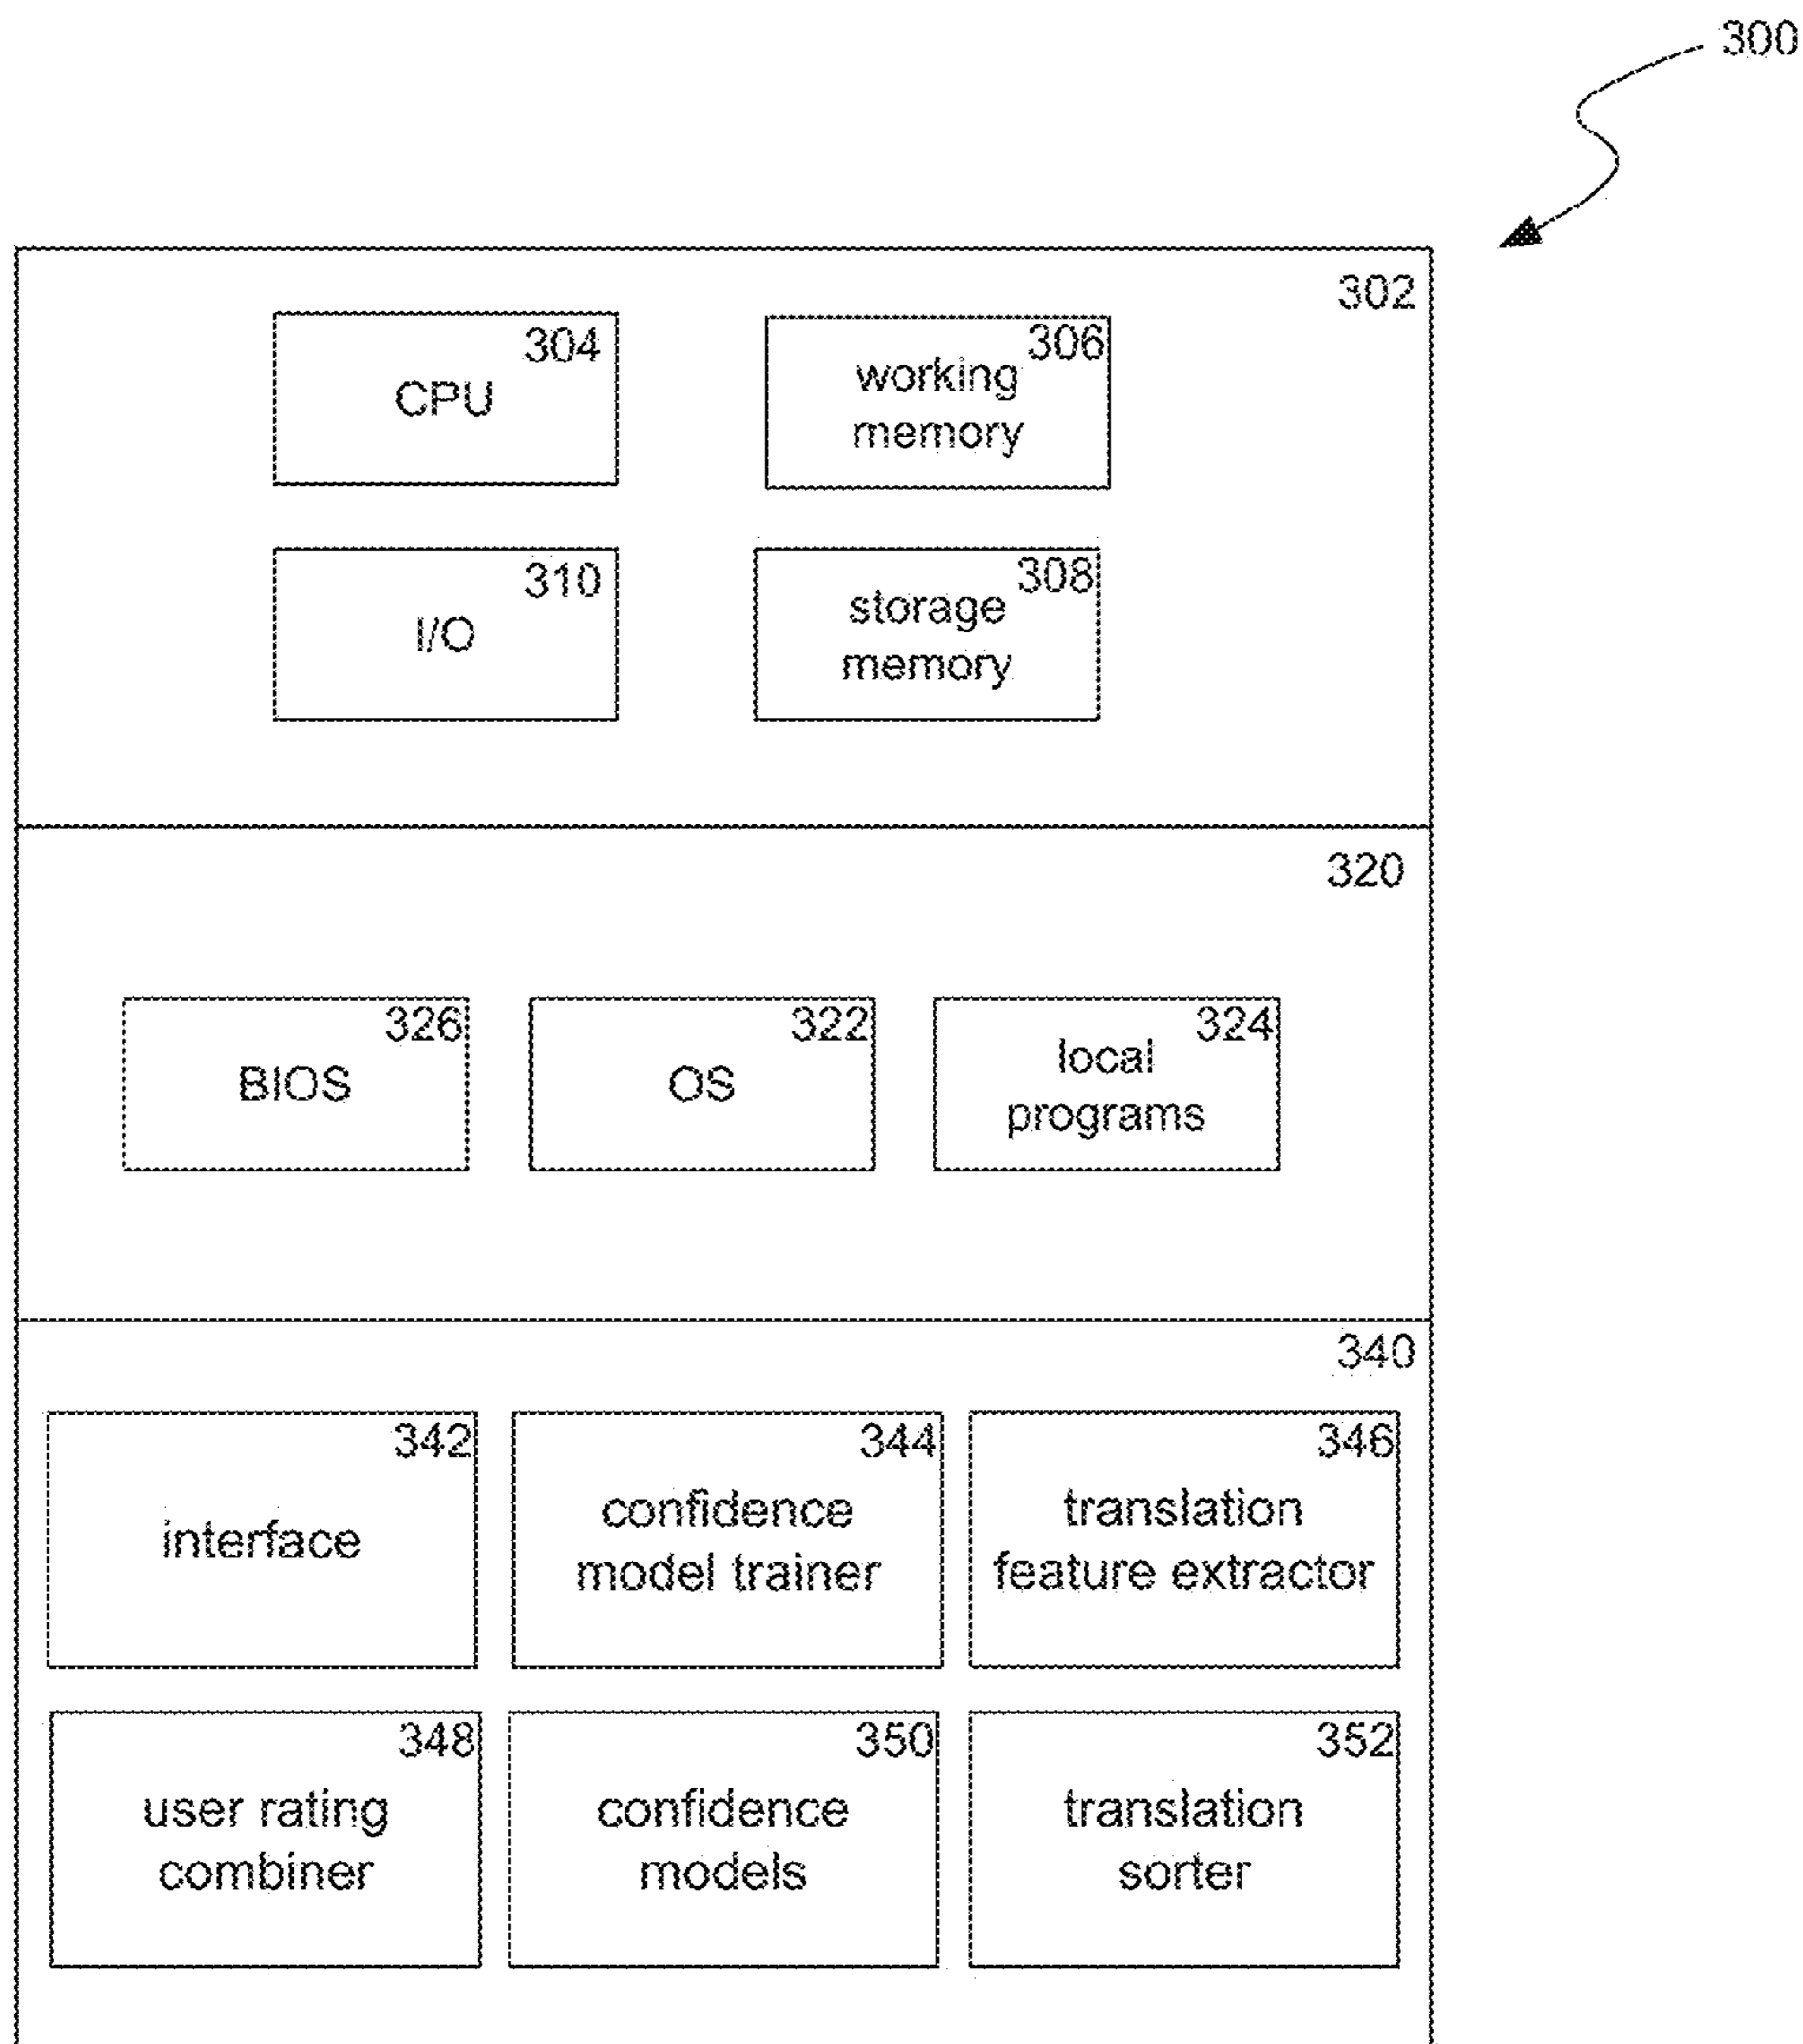 300
302
304
CPU
306
working
memory
310
I/O
308
storage
memory
320
326
BIOS
322
OS
324
local
programs
340
342
interface
344
confidence
model trainer
346
translation
feature extractor
348
user rating
combiner
350
confidence
models
352
translation
sorter